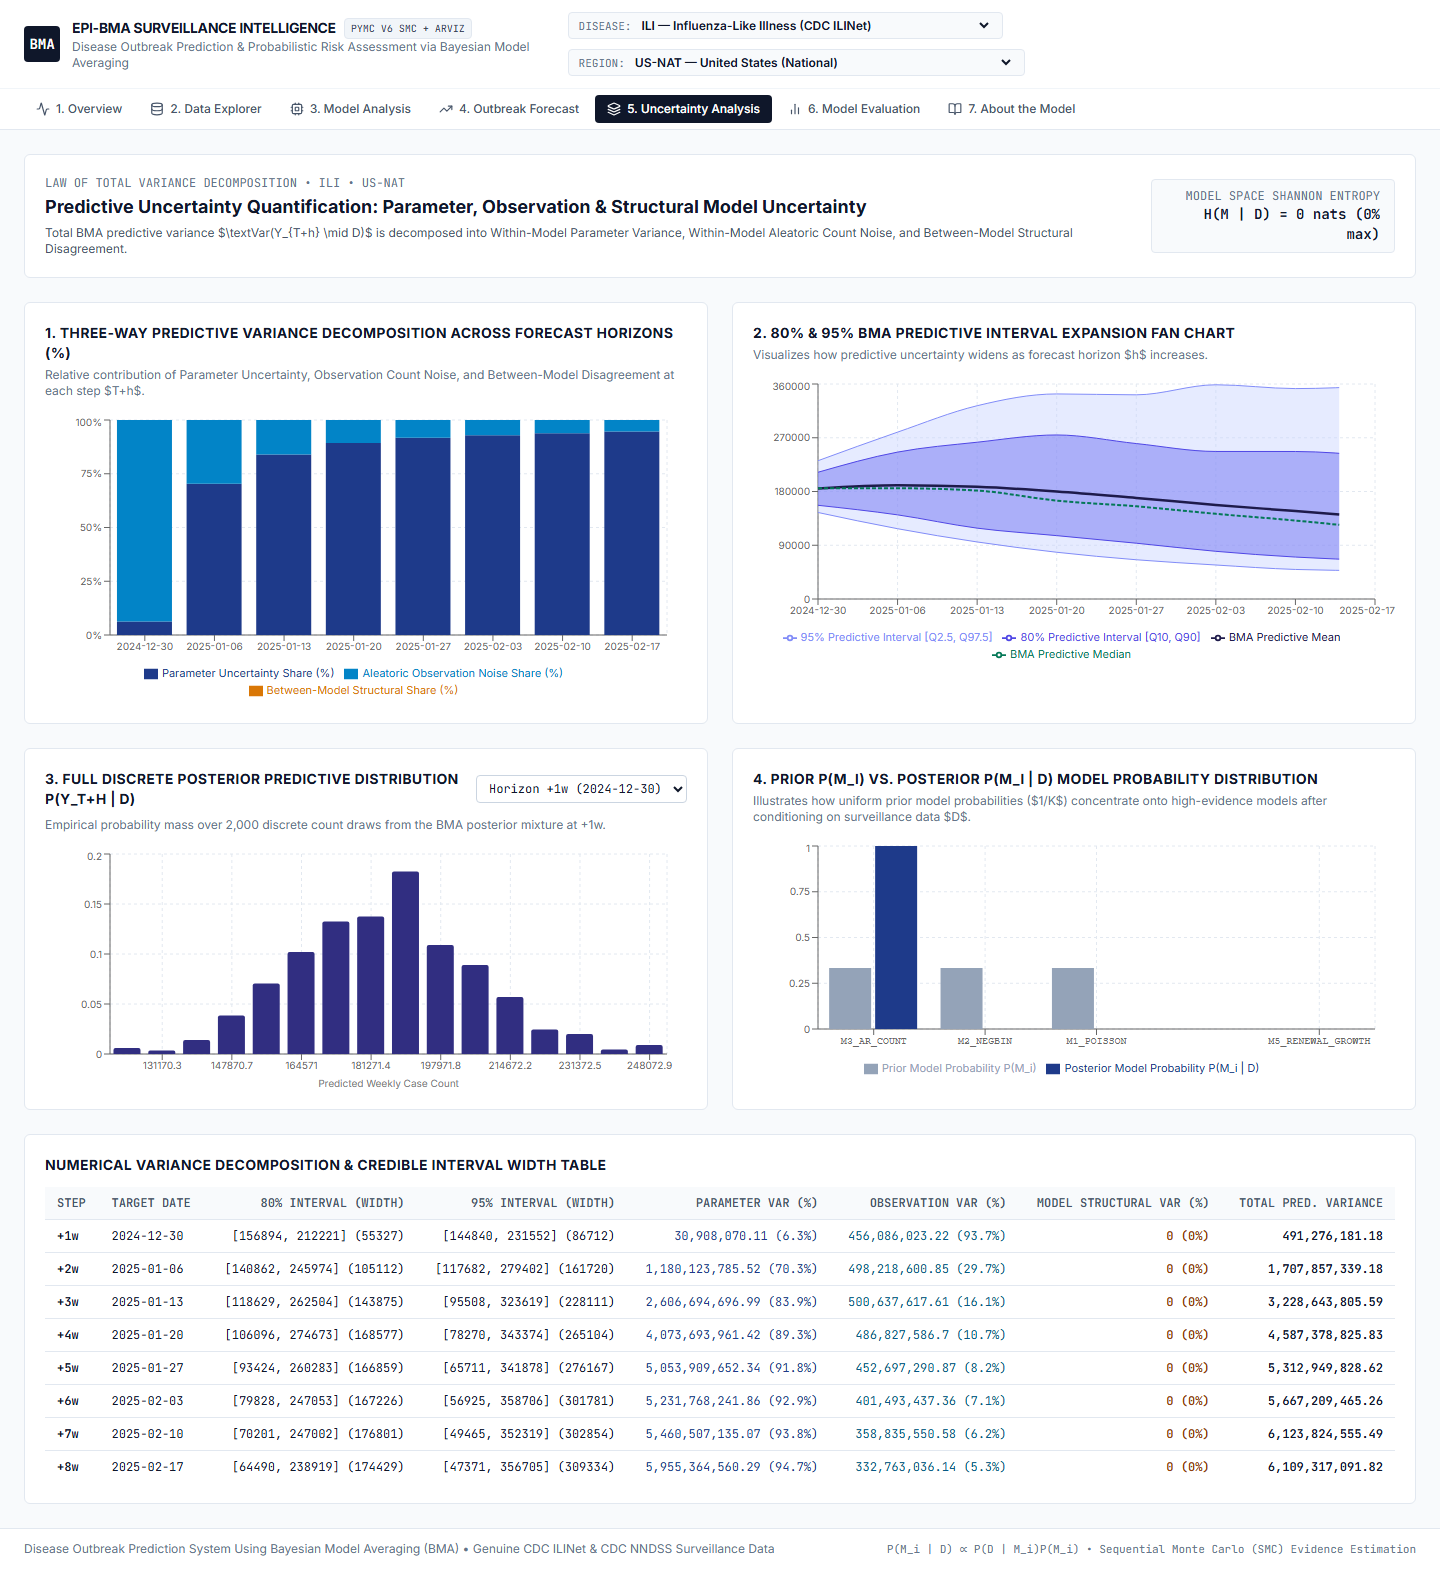 BMA
EPI-BMA SURVEILLANCE INTELLIGENCE
PYMC V6 SMC + ARVIZ
Disease Outbreak Prediction & Probabilistic Risk Assessment via Bayesian Model
Averaging
DISEASE: ILI — Influenza-Like Illness (CDC ILINet)
REGION: US-NAT — United States (National)
1. Overview
2. Data Explorer
3. Model Analysis
4. Outbreak Forecast
5. Uncertainty Analysis
6. Model Evaluation
7. About the Model
LAW OF TOTAL VARIANCE DECOMPOSITION • ILI • US-NAT
Predictive Uncertainty Quantification: Parameter, Observation & Structural Model Uncertainty
Total BMA predictive variance $\textVar(Y_{T+h} \mid D)$ is decomposed into Within-Model Parameter Variance, Within-Model Aleatoric Count Noise, and Between-Model Structural
Disagreement.
MODEL SPACE SHANNON ENTROPY
H(M | D) = 0 nats (0%
max)
1. THREE-WAY PREDICTIVE VARIANCE DECOMPOSITION ACROSS FORECAST HORIZONS
(%)
Relative contribution of Parameter Uncertainty, Observation Count Noise, and Between-Model Disagreement at
each step $T+h$.
100%
75%
50%
25%
0%
2024-12-30 2025-01-06 2025-01-13 2025-01-20 2025-01-27 2025-02-03 2025-02-10 2025-02-17
Parameter Uncertainty Share (%) Aleatoric Observation Noise Share (%)
Between-Model Structural Share (%)
2. 80% & 95% BMA PREDICTIVE INTERVAL EXPANSION FAN CHART
Visualizes how predictive uncertainty widens as forecast horizon $h$ increases.
360000
270000
180000
90000
0
2024-12-30 2025-01-06 2025-01-13 2025-01-20 2025-01-27 2025-02-03 2025-02-10 2025-02-17
95% Predictive Interval [Q2.5, Q97.5] 80% Predictive Interval [Q10, Q90] BMA Predictive Mean
BMA Predictive Median
3. FULL DISCRETE POSTERIOR PREDICTIVE DISTRIBUTION
P(Y_T+H | D)
Horizon +1w (2024-12-30)
Empirical probability mass over 2,000 discrete count draws from the BMA posterior mixture at +1w.
0.2
0.15
0.1
0.05
0
131170.3 147870.7 164571 181271.4 197971.8 214672.2 231372.5 248072.9
Predicted Weekly Case Count
4. PRIOR P(M_I) VS. POSTERIOR P(M_I | D) MODEL PROBABILITY DISTRIBUTION
Illustrates how uniform prior model probabilities ($1/K$) concentrate onto high-evidence models after
conditioning on surveillance data $D$.
1
0.75
0.5
0.25
0
M3_AR_COUNT M2_NEGBIN M1_POISSON M5_RENEWAL_GROWTH
Prior Model Probability P(M_i) Posterior Model Probability P(M_i | D)
NUMERICAL VARIANCE DECOMPOSITION & CREDIBLE INTERVAL WIDTH TABLE
STEP TARGET DATE 80% INTERVAL (WIDTH) 95% INTERVAL (WIDTH) PARAMETER VAR (%) OBSERVATION VAR (%) MODEL STRUCTURAL VAR (%) TOTAL PRED. VARIANCE
+1w 2024-12-30 [156894, 212221] (55327) [144840, 231552] (86712) 30,908,070.11 (6.3%) 456,086,023.22 (93.7%) 0 (0%) 491,276,181.18
+2w 2025-01-06 [140862, 245974] (105112) [117682, 279402] (161720) 1,180,123,785.52 (70.3%) 498,218,600.85 (29.7%) 0 (0%) 1,707,857,339.18
+3w 2025-01-13 [118629, 262504] (143875) [95508, 323619] (228111) 2,606,694,696.99 (83.9%) 500,637,617.61 (16.1%) 0 (0%) 3,228,643,805.59
+4w 2025-01-20 [106096, 274673] (168577) [78270, 343374] (265104) 4,073,693,961.42 (89.3%) 486,827,586.7 (10.7%) 0 (0%) 4,587,378,825.83
+5w 2025-01-27 [93424, 260283] (166859) [65711, 341878] (276167) 5,053,909,652.34 (91.8%) 452,697,290.87 (8.2%) 0 (0%) 5,312,949,828.62
+6w 2025-02-03 [79828, 247053] (167226) [56925, 358706] (301781) 5,231,768,241.86 (92.9%) 401,493,437.36 (7.1%) 0 (0%) 5,667,209,465.26
+7w 2025-02-10 [70201, 247002] (176801) [49465, 352319] (302854) 5,460,507,135.07 (93.8%) 358,835,550.58 (6.2%) 0 (0%) 6,123,824,555.49
+8w 2025-02-17 [64490, 238919] (174429) [47371, 356705] (309334) 5,955,364,560.29 (94.7%) 332,763,036.14 (5.3%) 0 (0%) 6,109,317,091.82
Disease Outbreak Prediction System Using Bayesian Model Averaging (BMA) • Genuine CDC ILINet & CDC NNDSS Surveillance Data
P(M_i | D) ∝ P(D | M_i)P(M_i) • Sequential Monte Carlo (SMC) Evidence Estimation